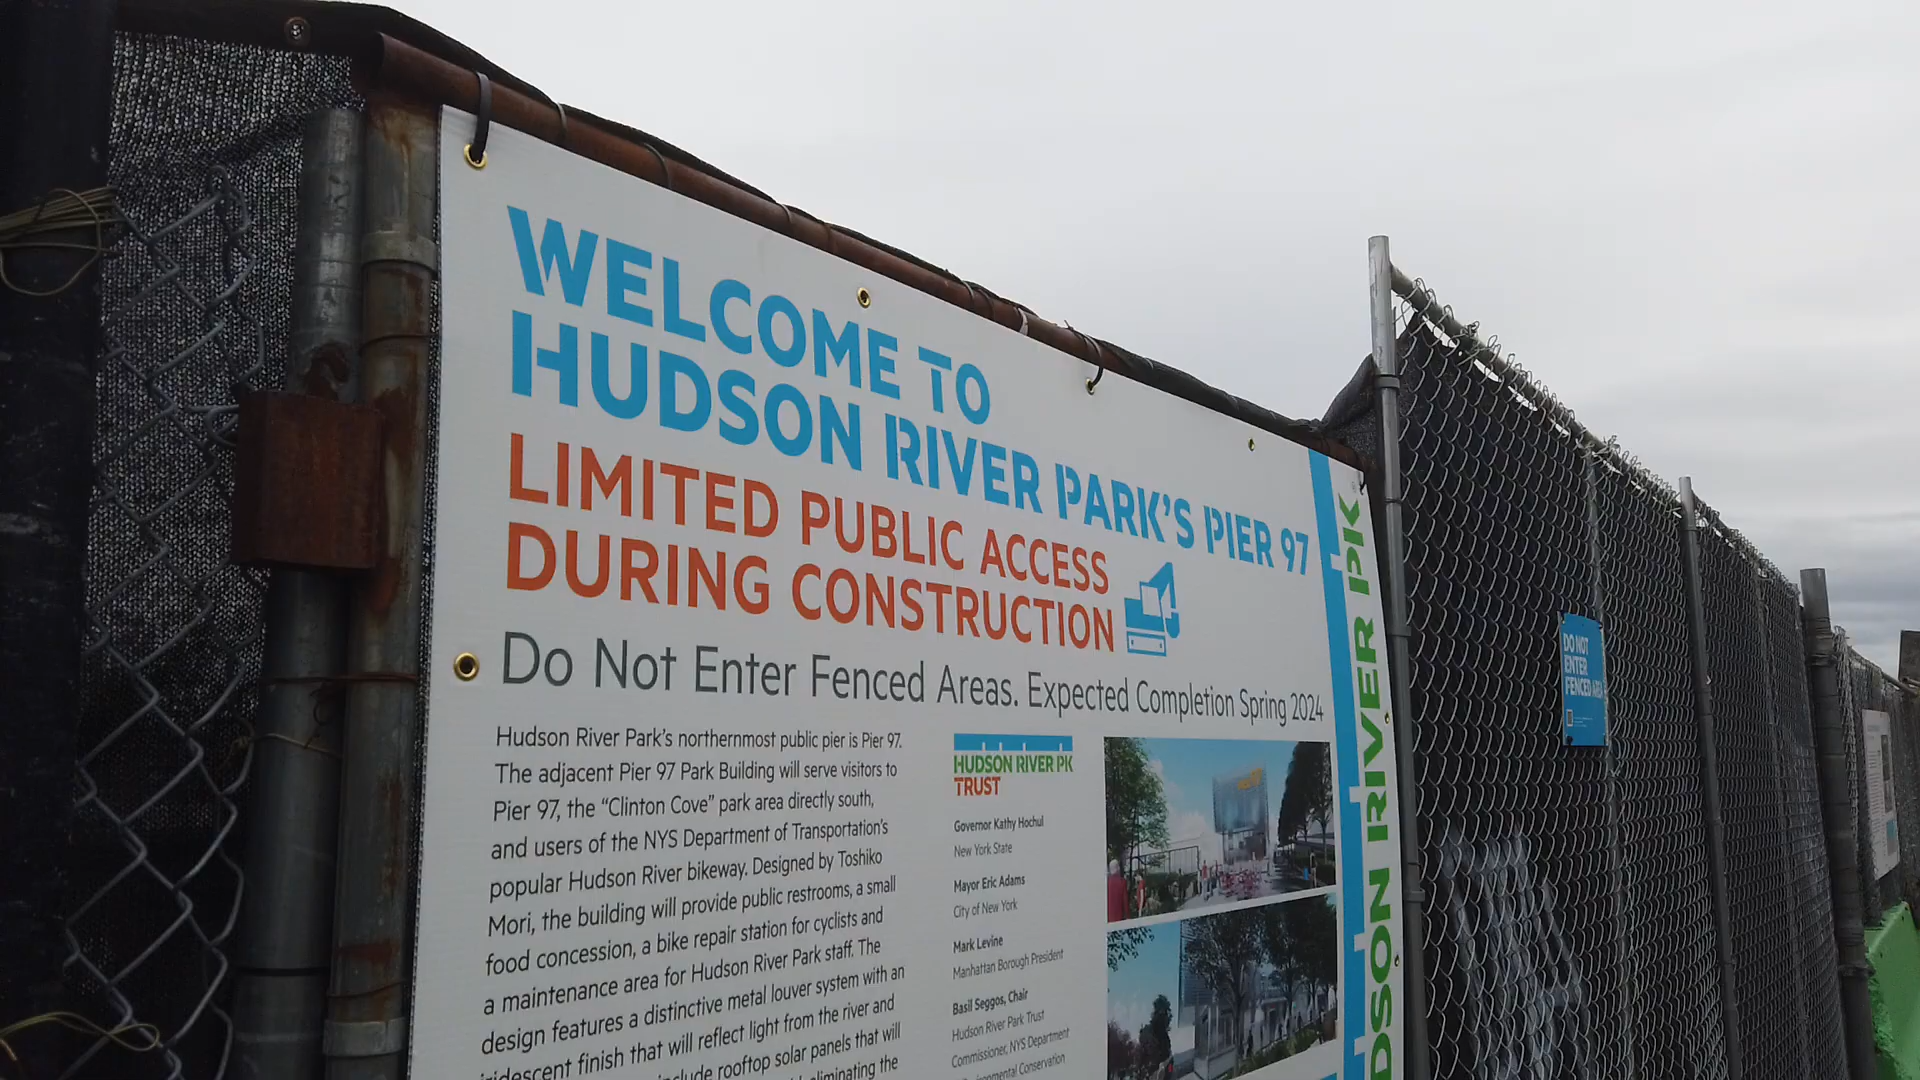 WELCOME TO
HUDSON RIVER PARK'S PIER 97
LIMITED PUBLIC ACCESS
DURING CONSTRUCTION
Do Not Enter Fenced Areas. Expected Completion Spring 2024
Hudson River Park's northernmost public pier is Pier 97.
The adjacent Pier 97 Park Building will serve visitors to
Pier 97, the “Clinton Cove” park area directly south,
and users of the NYS Department of Transportation's
popular Hudson River bikeway. Designed by Toshiko
Mori, the building will provide public restrooms, a small
food concession, a bike repair station for cyclists and
a maintenance area for Hudson River Park staff. The
design features a distinctive metal louver system with an
iridescent finish that will reflect light from the river and
include rooftop solar panels that will
eliminating the
HUDSON RIVER PK
TRUST
Governor Kathy Hochul
New York State
Mayor Eric Adams
City of New York
Mark Levine
Manhattan Borough President
Basil Seggos, Chair
Hudson River Park Trust
Commissioner, NYS Department
Environmental Conservation
DSON RIVER PK
DO NOT
ENTER
FENCED AREA